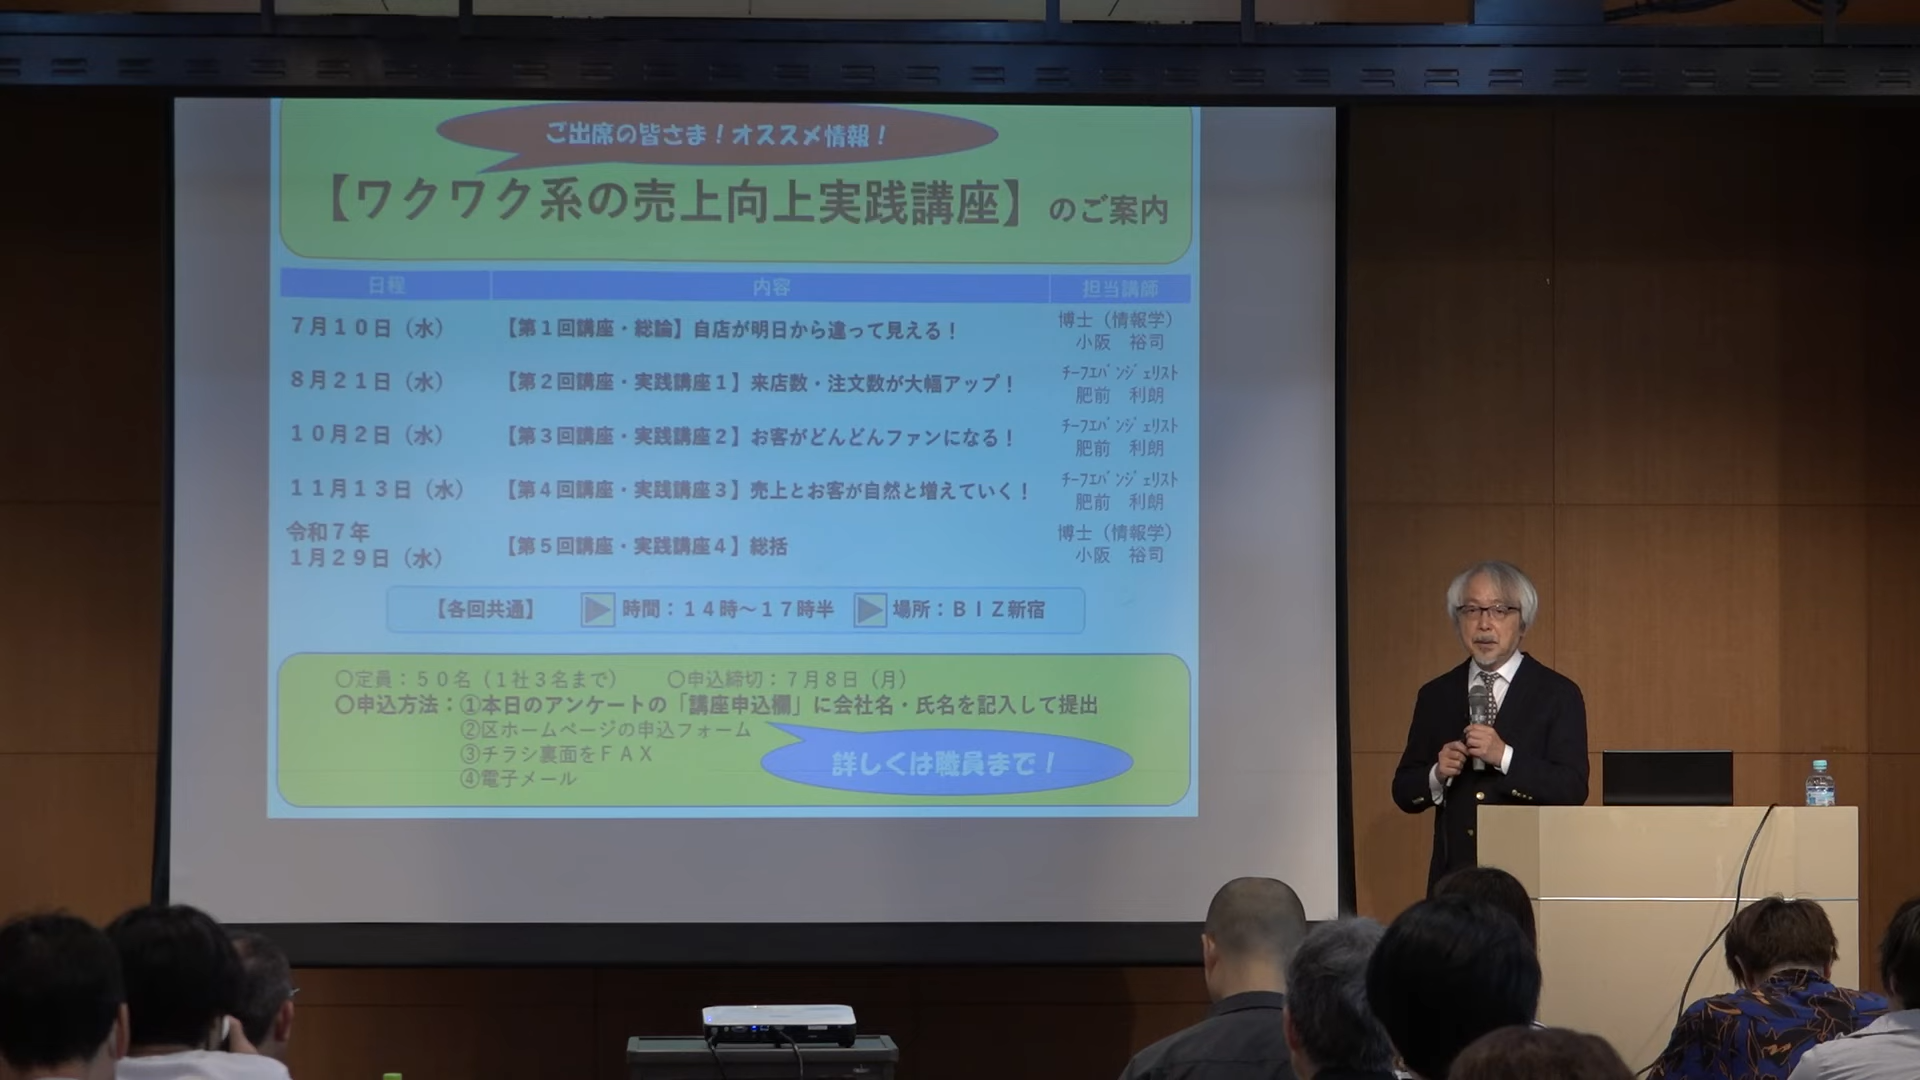 ご出席の皆さま！オススメ情報！
【ワクワク系の売上向上実践講座】のご案内
日程 内容 担当講師
７月１０日（水） 【第１回講座・総論】自店が明日から違って見える！ 博士（情報学）
小阪　裕司
８月２１日（水） 【第２回講座・実践講座１】来店数・注文数が大幅アップ！ ﾁｰﾌｴﾊﾞﾝｼﾞｪﾘｽﾄ
肥前　利朗
１０月２日（水） 【第３回講座・実践講座２】お客がどんどんファンになる！ ﾁｰﾌｴﾊﾞﾝｼﾞｪﾘｽﾄ
肥前　利朗
１１月１３日（水） 【第４回講座・実践講座３】売上とお客が自然と増えていく！ ﾁｰﾌｴﾊﾞﾝｼﾞｪﾘｽﾄ
肥前　利朗
令和７年
１月２９日（水） 【第５回講座・実践講座４】総括 博士（情報学）
小阪　裕司
【各回共通】 時間：１４時～１７時半 場所：ＢＩＺ新宿
〇定員：５０名（１社３名まで） 〇申込締切：７月８日（月）
〇申込方法：①本日のアンケートの「講座申込欄」に会社名・氏名を記入して提出
②区ホームページの申込フォーム
③チラシ裏面をＦＡＸ
④電子メール
詳しくは職員まで！